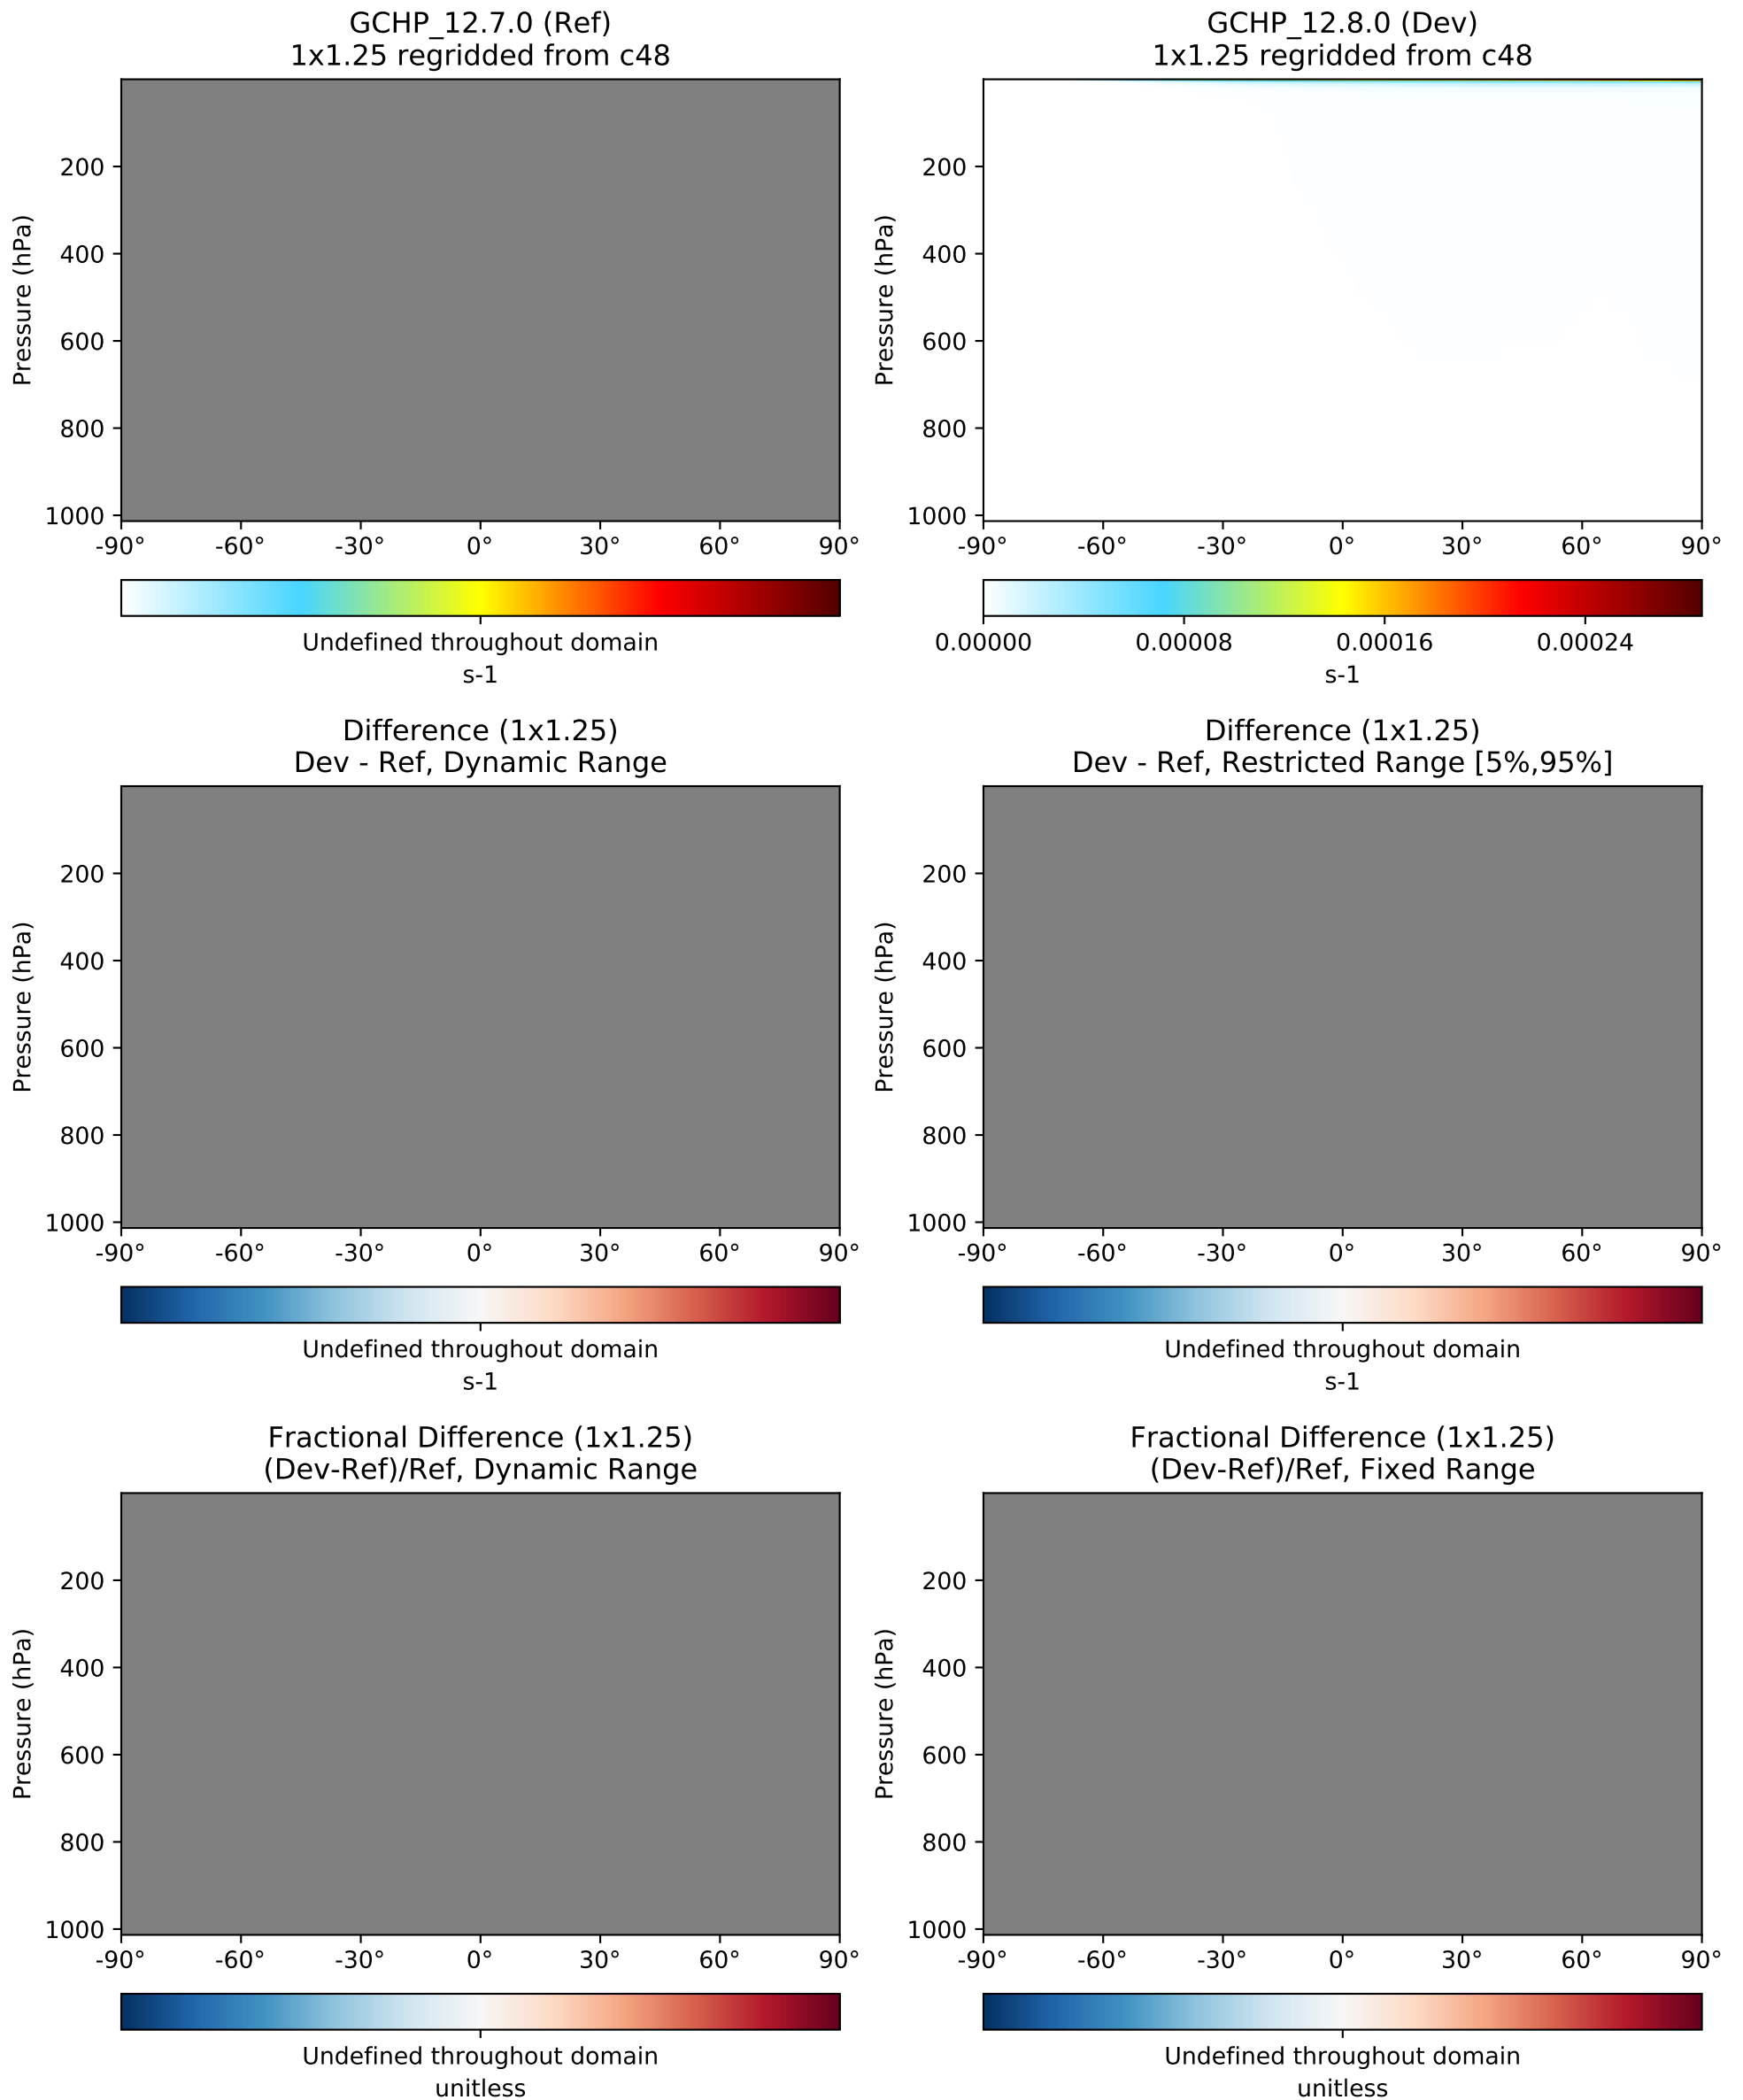 GCHP_12.7.0 (Ref)
1x1.25 regridded from c48
Pressure (hPa)
200
400
600
800
1000
-90° -60° -30° 0° 30° 60° 90°
Undefined throughout domain
s-1
GCHP_12.8.0 (Dev)
1x1.25 regridded from c48
Pressure (hPa)
200
400
600
800
1000
-90° -60° -30° 0° 30° 60° 90°
0.00000 0.00008 0.00016 0.00024
s-1
Difference (1x1.25)
Dev - Ref, Dynamic Range
Pressure (hPa)
200
400
600
800
1000
-90° -60° -30° 0° 30° 60° 90°
Undefined throughout domain
s-1
Difference (1x1.25)
Dev - Ref, Restricted Range [5%,95%]
Pressure (hPa)
200
400
600
800
1000
-90° -60° -30° 0° 30° 60° 90°
Undefined throughout domain
s-1
Fractional Difference (1x1.25)
(Dev-Ref)/Ref, Dynamic Range
Pressure (hPa)
200
400
600
800
1000
-90° -60° -30° 0° 30° 60° 90°
Undefined throughout domain
unitless
Fractional Difference (1x1.25)
(Dev-Ref)/Ref, Fixed Range
Pressure (hPa)
200
400
600
800
1000
-90° -60° -30° 0° 30° 60° 90°
Undefined throughout domain
unitless